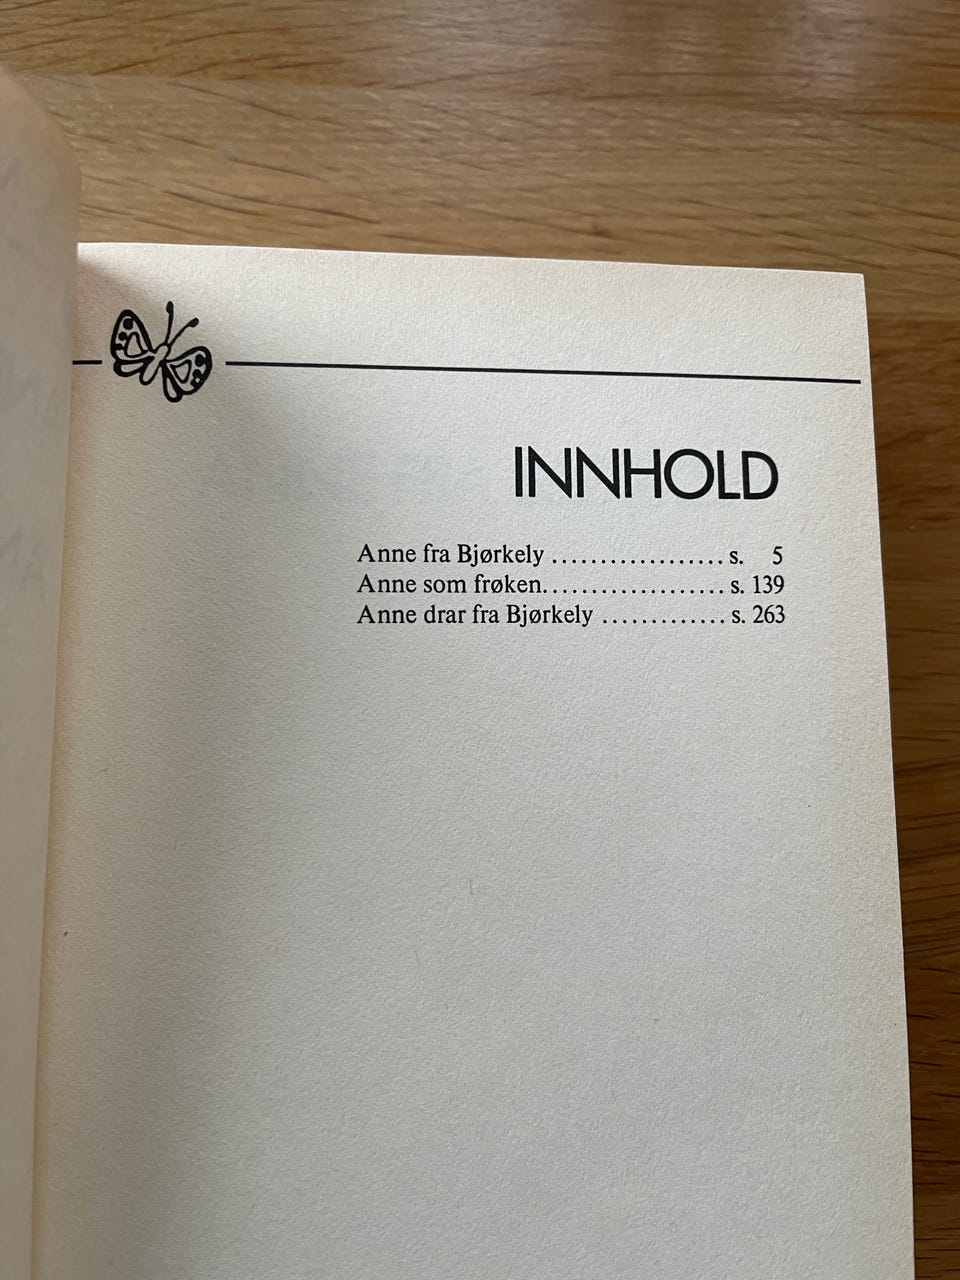 INNHOLD
Anne fra Bjørkely .................. s. 5
Anne som frøken.................... s. 139
Anne drar fra Bjørkely ............. s. 263